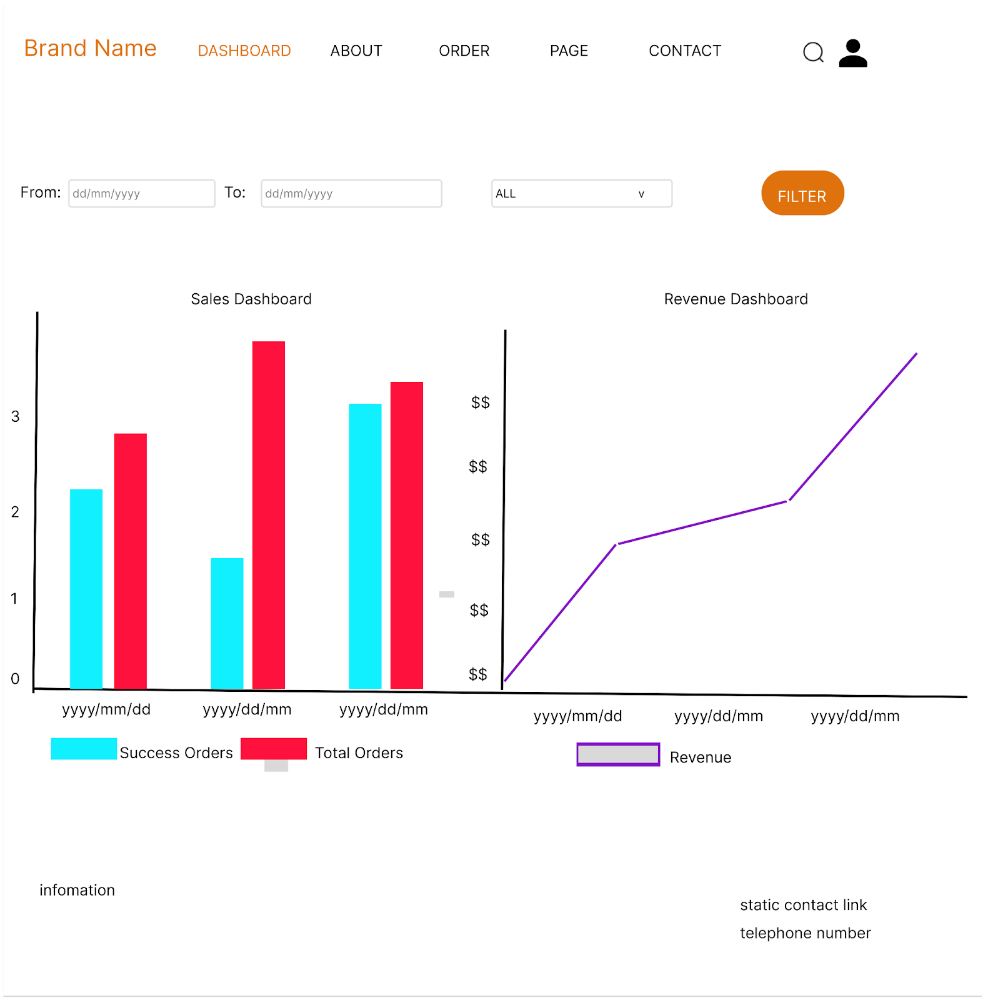 Brand Name
DASHBOARD
ABOUT
ORDER
PAGE
CONTACT
From:
dd/mm/yyyy
To:
dd/mm/yyyy
ALL
v
FILTER
Sales Dashboard
3
2
1
0
yyyy/mm/dd
yyyy/dd/mm
yyyy/dd/mm
Success Orders
Total Orders
Revenue Dashboard
$$
$$
$$
$$
$$
yyyy/mm/dd
yyyy/dd/mm
yyyy/dd/mm
Revenue
infomation
static contact link
telephone number